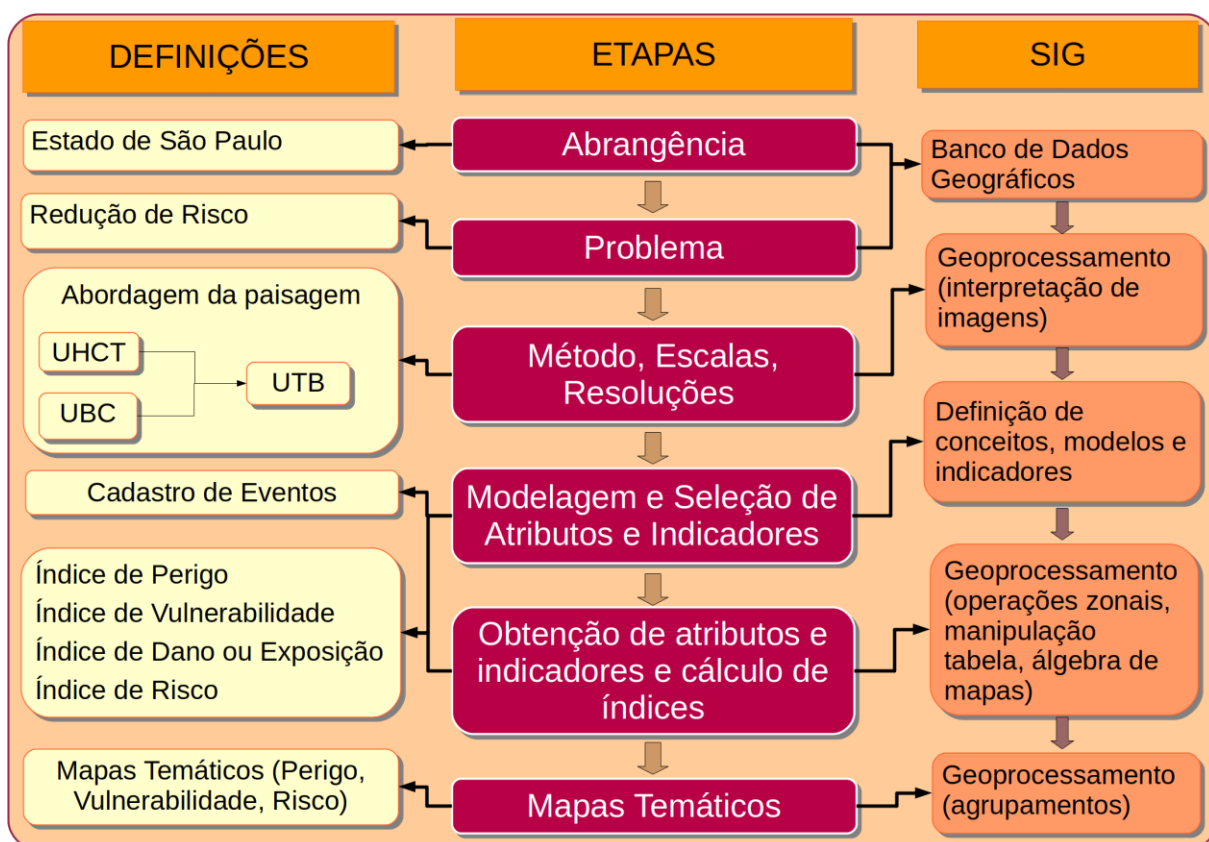 DEFINIÇÕES
ETAPAS
SIG
Estado de São Paulo
Abrangência
Banco de Dados
Geográficos
Redução de Risco
Problema
Geoprocessamento
(interpretação de
imagens)
Abordagem da paisagem
UHCT
UBC
UTB
Método, Escalas,
Resoluções
Definição de
conceitos, modelos e
indicadores
Cadastro de Eventos
Modelagem e Seleção de
Atributos e Indicadores
Índice de Perigo
Índice de Vulnerabilidade
Índice de Dano ou Exposição
Índice de Risco
Obtenção de atributos e
indicadores e cálculo de
índices
Geoprocessamento
(operações zonais,
manipulação
tabela, álgebra de
mapas)
Mapas Temáticos (Perigo,
Vulnerabilidade, Risco)
Mapas Temáticos
Geoprocessamento
(agrupamentos)